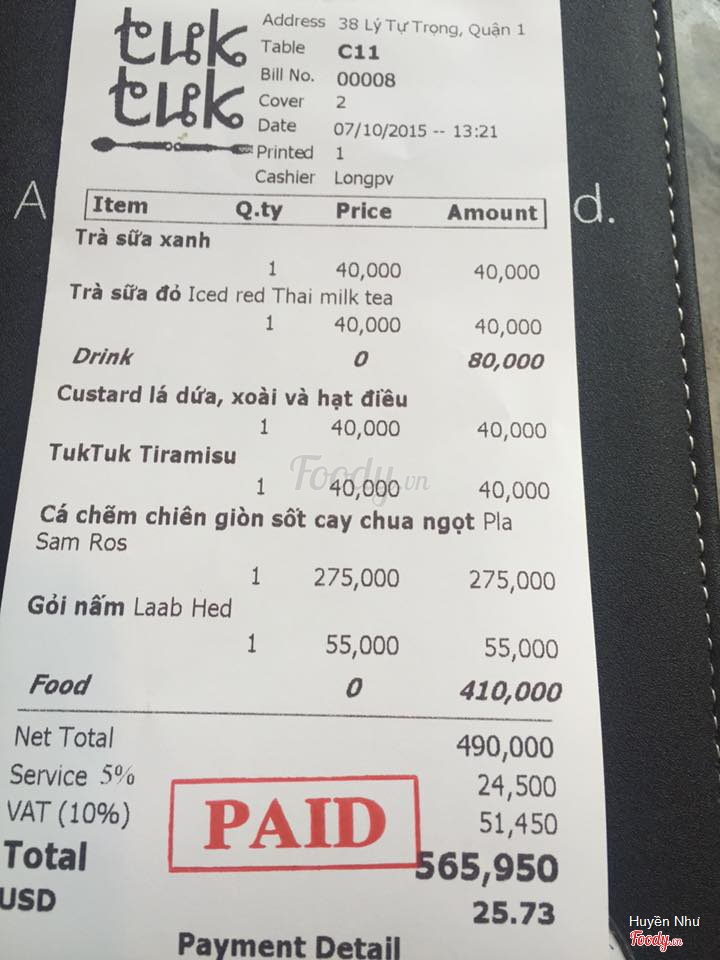 tuk
tuk
Address 38 Lý Tự Trọng, Quận 1
Table C11
Bill No. 00008
Cover 2
Date 07/10/2015 -- 13:21
Printed 1
Cashier Longpv
A d.
Item Q.ty Price Amount
Trà sữa xanh
1 40,000 40,000
Trà sữa đỏ Iced red Thai milk tea
1 40,000 40,000
Drink 0 80,000
Custard lá dứa, xoài và hạt điều
1 40,000 40,000
TukTuk Tiramisu
1 40,000 40,000
Foody.vn
Cá chẽm chiên giòn sốt cay chua ngọt Pla
Sam Ros
1 275,000 275,000
Gỏi nấm Laab Hed
1 55,000 55,000
Food 0 410,000
Net Total 490,000
Service 5% 24,500
VAT (10%) 51,450
PAID
Total 565,950
USD 25.73
Payment Detail
Huyền Như
Foody.vn